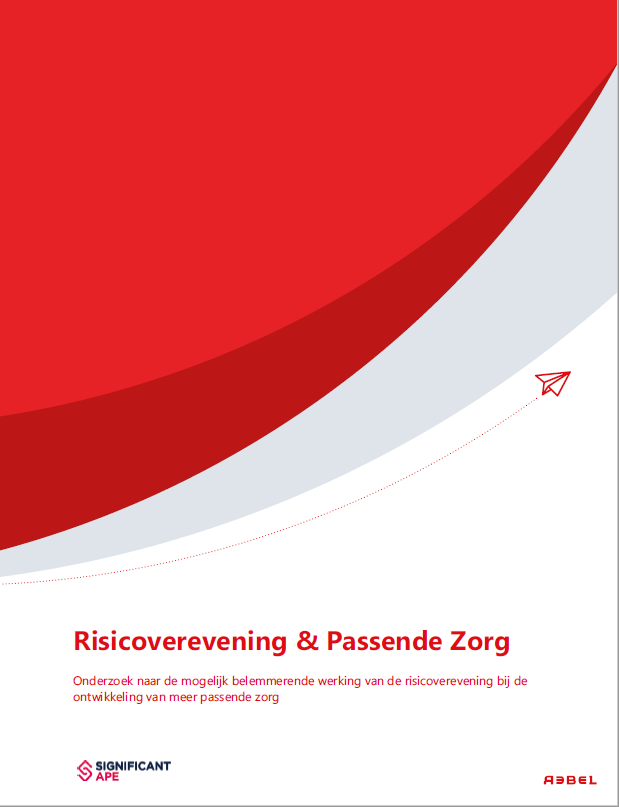 Risicoverevening & Passende Zorg
Onderzoek naar de mogelijk belemmerende werking van de risicoverevening bij de
ontwikkeling van meer passende zorg
SIGNIFICANT
APE
REBEL